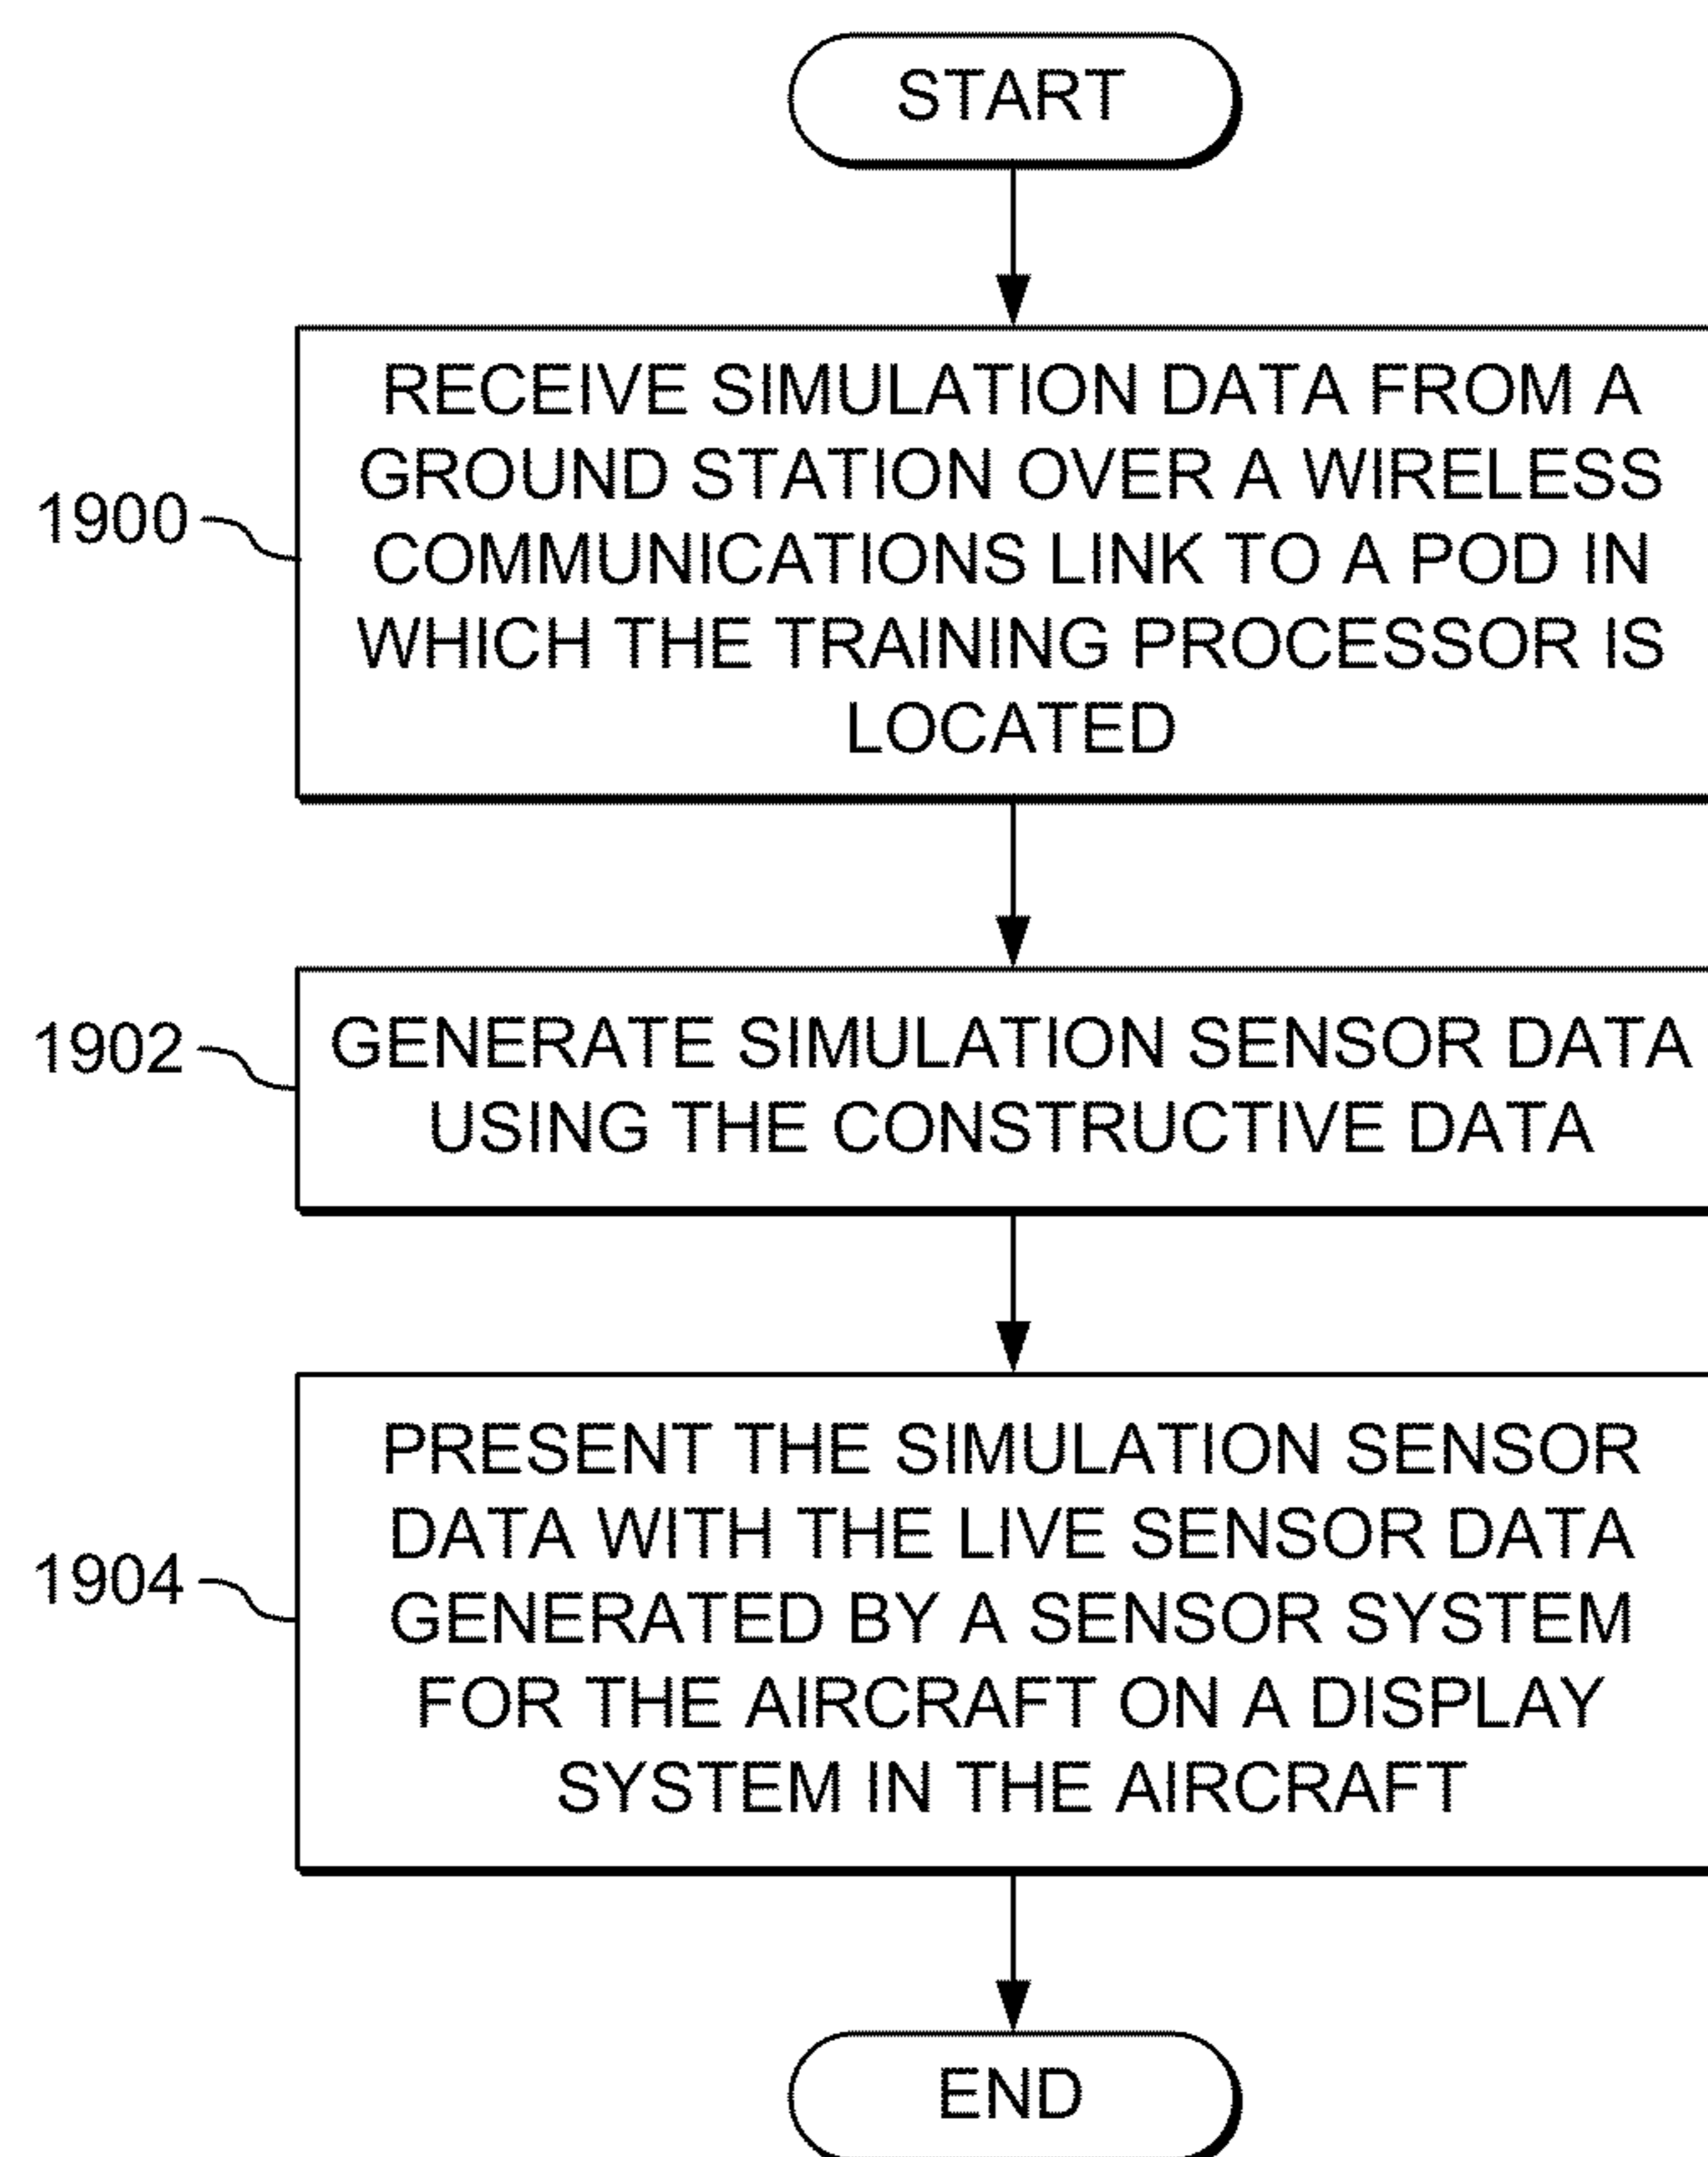 START
RECEIVE SIMULATION DATA FROM A
GROUND STATION OVER A WIRELESS
COMMUNICATIONS LINK TO A POD IN
WHICH THE TRAINING PROCESSOR IS
LOCATED
1900
GENERATE SIMULATION SENSOR DATA
USING THE CONSTRUCTIVE DATA
1902
PRESENT THE SIMULATION SENSOR
DATA WITH THE LIVE SENSOR DATA
GENERATED BY A SENSOR SYSTEM
FOR THE AIRCRAFT ON A DISPLAY
SYSTEM IN THE AIRCRAFT
1904
END